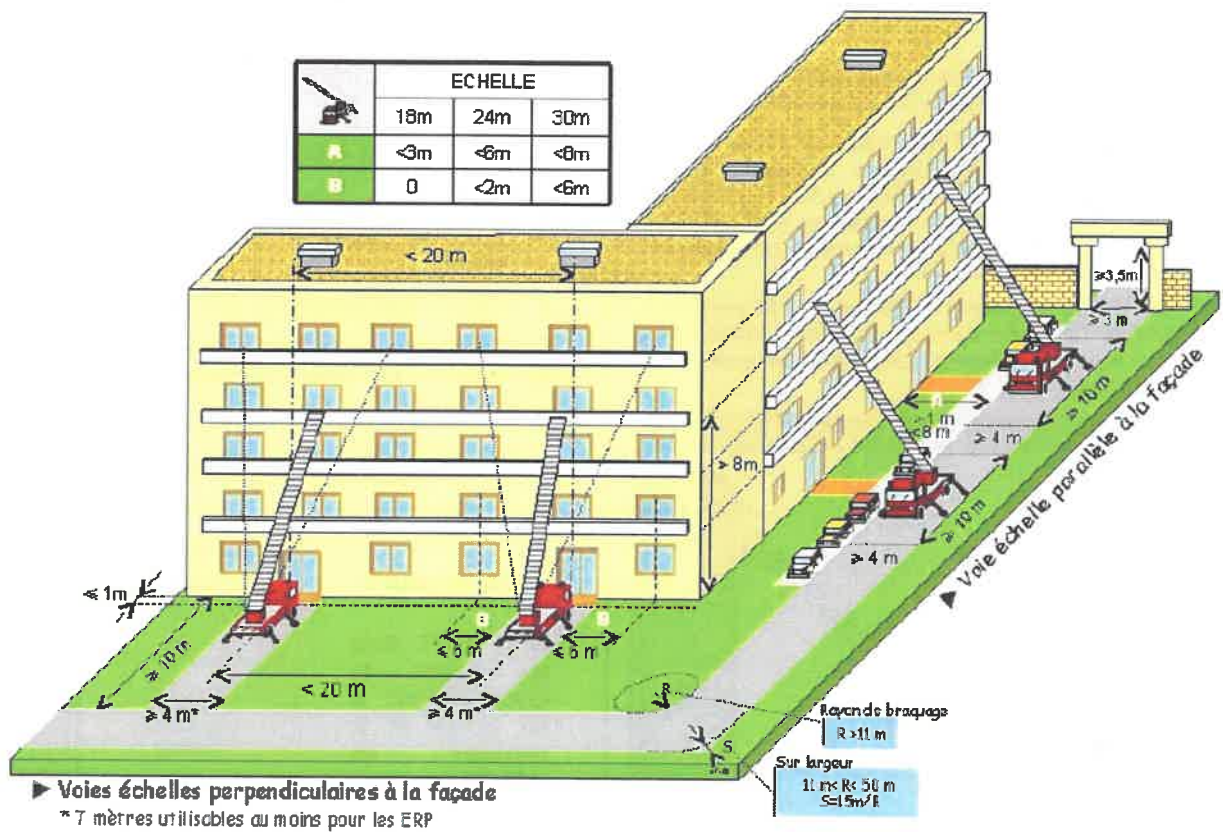 ECHELLE
18m 24m 30m
A <3m <6m <8m
B 0 <2m <6m
< 20 m
≥3,5m
≥ 3 m
A
>1 m
<8 m
≥ 10 m
≥ 4 m
> 8m
≥ 10 m
≥ 4 m
▶ Voie échelle parallèle à la façade
≤ 1m
≥ 10 m
B B
≤ 6 m ≤ 6 m
< 20 m
≥ 4 m* ≥ 4 m*
R
Rayon de braquage
R >11 m
S
Sur largeur
11 m< R< 50 m
S=15m/R
▶ Voies échelles perpendiculaires à la façade
* 7 mètres utilisables au moins pour les ERP